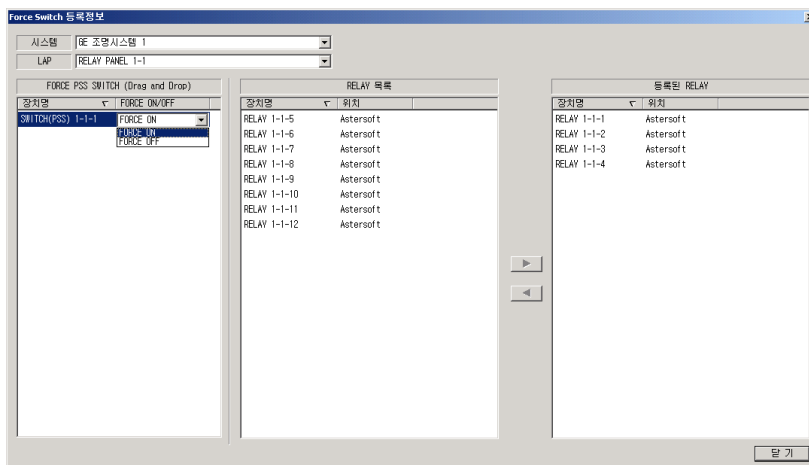 Force Switch 등록정보
시스템 GE 조명시스템 1
LAP RELAY PANEL 1-1
FORCE PSS SWITCH (Drag and Drop)
장치명 FORCE ON/OFF
SWITCH(PSS) 1-1-1 FORCE ON
FORCE ON
FORCE OFF
RELAY 목록
장치명 위치
RELAY 1-1-5 Astersoft
RELAY 1-1-6 Astersoft
RELAY 1-1-7 Astersoft
RELAY 1-1-8 Astersoft
RELAY 1-1-9 Astersoft
RELAY 1-1-10 Astersoft
RELAY 1-1-11 Astersoft
RELAY 1-1-12 Astersoft
등록된 RELAY
장치명 위치
RELAY 1-1-1 Astersoft
RELAY 1-1-2 Astersoft
RELAY 1-1-3 Astersoft
RELAY 1-1-4 Astersoft
닫 기